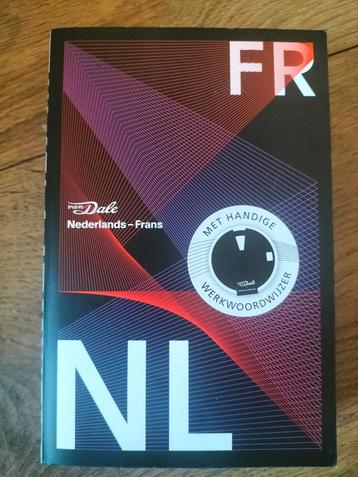 FR
van Dale
Nederlands – Frans
MET HANDIGE
WERKWOORDWIJZER
NL